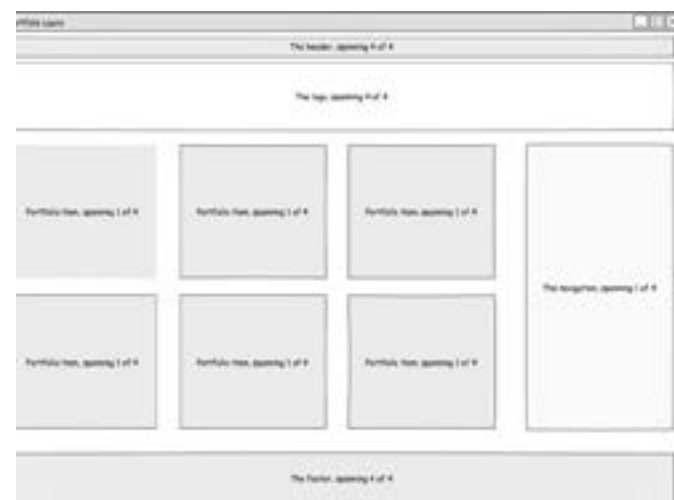 Portfolio Layout
The header, spanning 4 of 4
The logo, spanning 4 of 4
Portfolio item, spanning 1 of 4
Portfolio item, spanning 1 of 4
Portfolio item, spanning 1 of 4
The navigation, spanning 1 of 4
Portfolio item, spanning 1 of 4
Portfolio item, spanning 1 of 4
Portfolio item, spanning 1 of 4
The footer, spanning 4 of 4